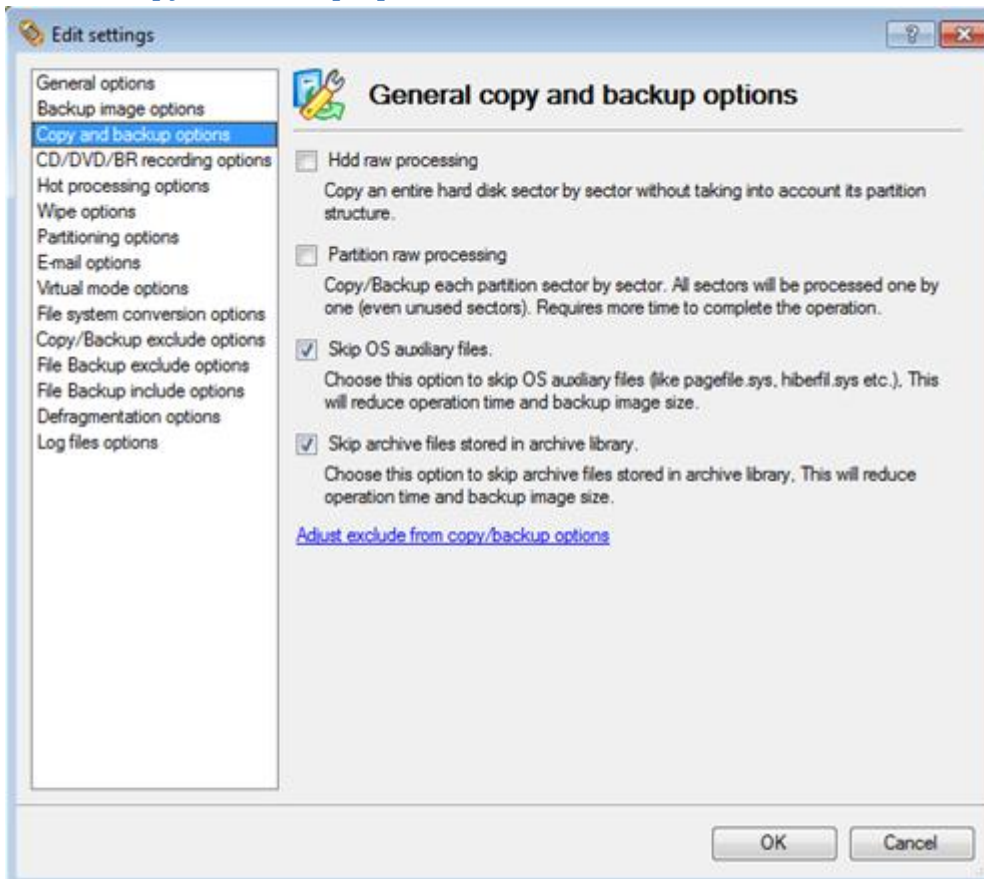 Edit settings
General options
Backup image options
Copy and backup options
CD/DVD/BR recording options
Hot processing options
Wipe options
Partitioning options
E-mail options
Virtual mode options
File system conversion options
Copy/Backup exclude options
File Backup exclude options
File Backup include options
Defragmentation options
Log files options
General copy and backup options
Hdd raw processing
Copy an entire hard disk sector by sector without taking into account its partition
structure.
Partition raw processing
Copy/Backup each partition sector by sector. All sectors will be processed one by
one (even unused sectors). Requires more time to complete the operation.
Skip OS auxiliary files.
Choose this option to skip OS auxiliary files (like pagefile.sys, hiberfil.sys etc.), This
will reduce operation time and backup image size.
Skip archive files stored in archive library.
Choose this option to skip archive files stored in archive library, This will reduce
operation time and backup image size.
Adjust exclude from copy/backup options
OK
Cancel